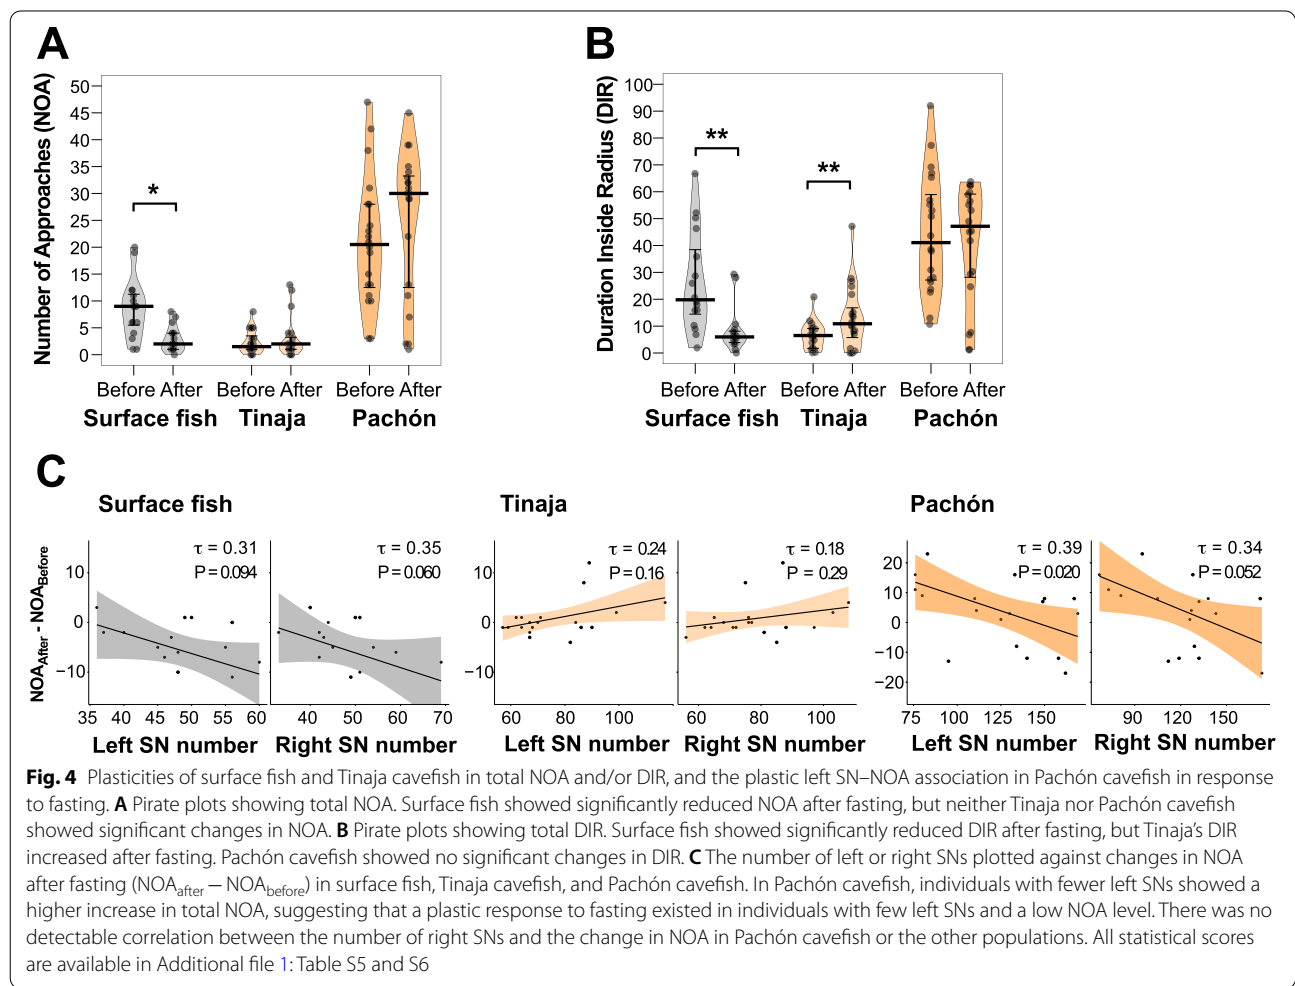 A
B
Number of Approaches (NOA)
50
45
40
35
30
25
20
15
10
5
0
*
Before After Before After Before After
Surface fish Tinaja Pachón
Duration Inside Radius (DIR)
100
90
80
70
60
50
40
30
20
10
0
**
**
Before After Before After Before After
Surface fish Tinaja Pachón
C
Surface fish Tinaja Pachón
NOAAfter - NOABefore
τ = 0.31
P=0.094
τ = 0.35
P=0.060
τ = 0.24
P=0.16
τ = 0.18
P= 0.29
τ = 0.39
P=0.020
τ = 0.34
P=0.052
10
0
−10
10
0
−10
20
10
0
−10
−20
35 40 45 50 55 60
40 50 60 70
60 80 100
60 80 100
75 100 125 150
90 120 150
Left SN number Right SN number Left SN number Right SN number Left SN number Right SN number
Fig. 4 Plasticities of surface fish and Tinaja cavefish in total NOA and/or DIR, and the plastic left SN–NOA association in Pachón cavefish in response
to fasting. A Pirate plots showing total NOA. Surface fish showed significantly reduced NOA after fasting, but neither Tinaja nor Pachón cavefish
showed significant changes in NOA. B Pirate plots showing total DIR. Surface fish showed significantly reduced DIR after fasting, but Tinaja's DIR
increased after fasting. Pachón cavefish showed no significant changes in DIR. C The number of left or right SNs plotted against changes in NOA
after fasting (NOAafter − NOAbefore) in surface fish, Tinaja cavefish, and Pachón cavefish. In Pachón cavefish, individuals with fewer left SNs showed a
higher increase in total NOA, suggesting that a plastic response to fasting existed in individuals with few left SNs and a low NOA level. There was no
detectable correlation between the number of right SNs and the change in NOA in Pachón cavefish or the other populations. All statistical scores
are available in Additional file 1: Table S5 and S6